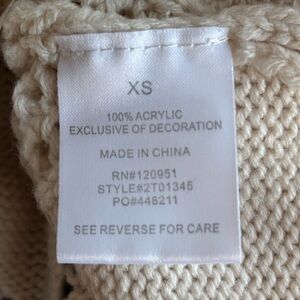 XS
100% ACRYLIC
EXCLUSIVE OF DECORATION
MADE IN CHINA
RN#120951
STYLE#2T01345
PO#448211
SEE REVERSE FOR CARE